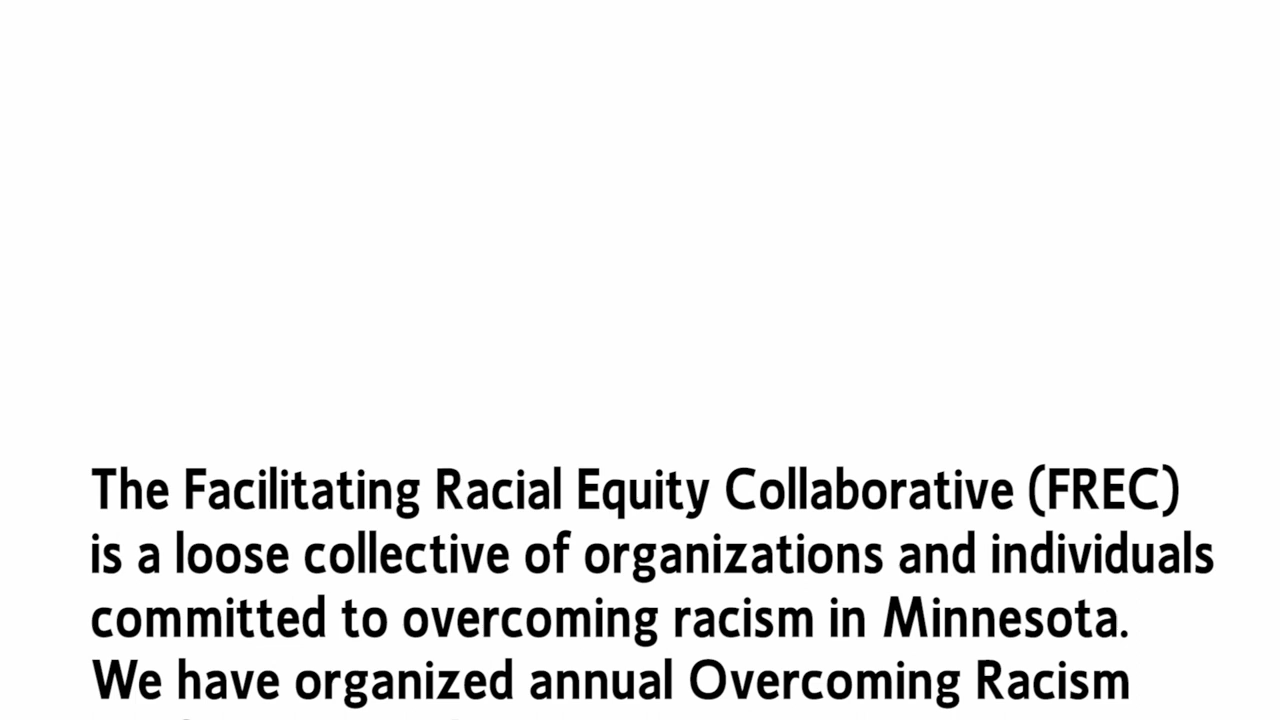 The Facilitating Racial Equity Collaborative (FREC)
is a loose collective of organizations and individuals
committed to overcoming racism in Minnesota.
We have organized annual Overcoming Racism